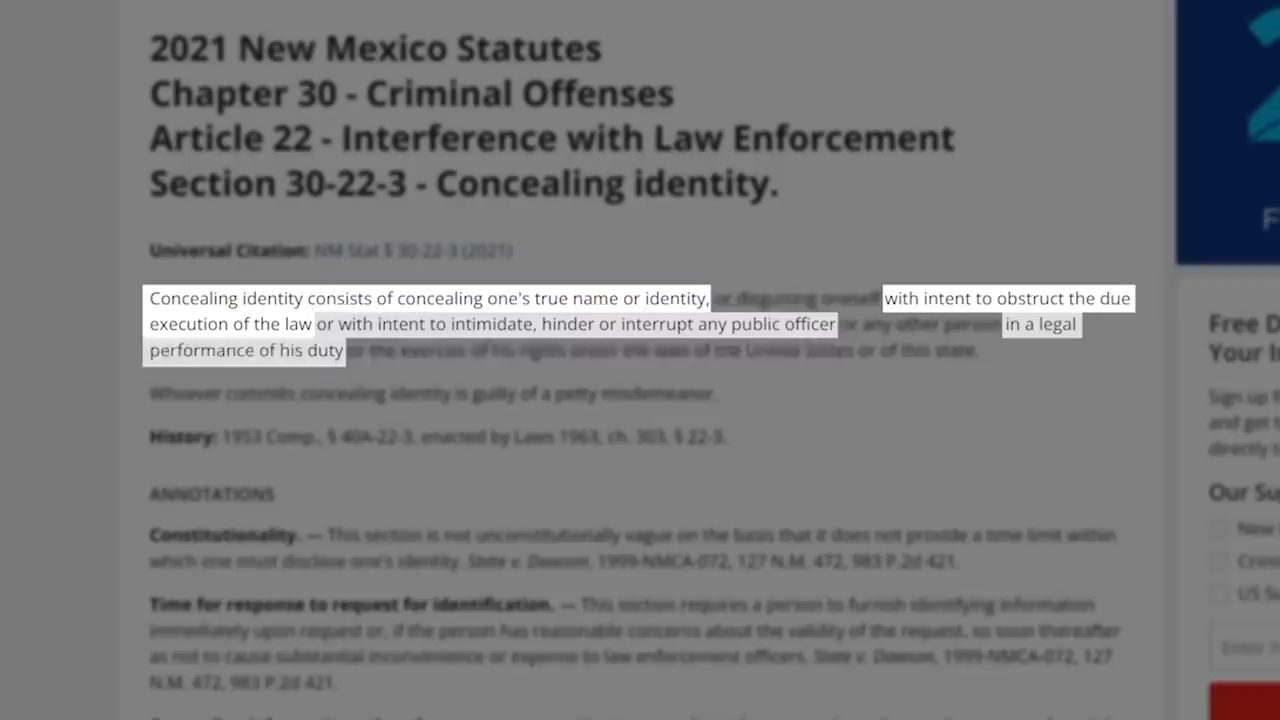 2021 New Mexico Statutes
Chapter 30 - Criminal Offenses
Article 22 - Interference with Law Enforcement
Section 30-22-3 - Concealing identity.
F
Universal Citation: NM Stat § 30-22-3 (2021)
Concealing identity consists of concealing one's true name or identity, or disguising oneself with intent to obstruct the due
execution of the law or with intent to intimidate, hinder or interrupt any public officer or any other person in a legal
performance of his duty or the exercise of his rights under the laws of the United States or of this state.
Whoever commits concealing identity is guilty of a petty misdemeanor.
History: 1953 Comp., § 40A-22-3, enacted by Laws 1963, ch. 303, § 22-3.
ANNOTATIONS
Constitutionality. — This section is not unconstitutionally vague on the basis that it does not provide a time limit within
which one must disclose one's identity. State v. Dawson, 1999-NMCA-072, 127 N.M. 472, 983 P.2d 421.
Time for response to request for identification. — This section requires a person to furnish identifying information
immediately upon request or, if the person has reasonable concerns about the validity of the request, so soon thereafter
as not to cause substantial inconvenience or expense to law enforcement officers. State v. Dawson, 1999-NMCA-072, 127
N.M. 472, 983 P.2d 421.
Free D
Your I
Sign up
and get
directly
Our Su
New
US Su
Enter